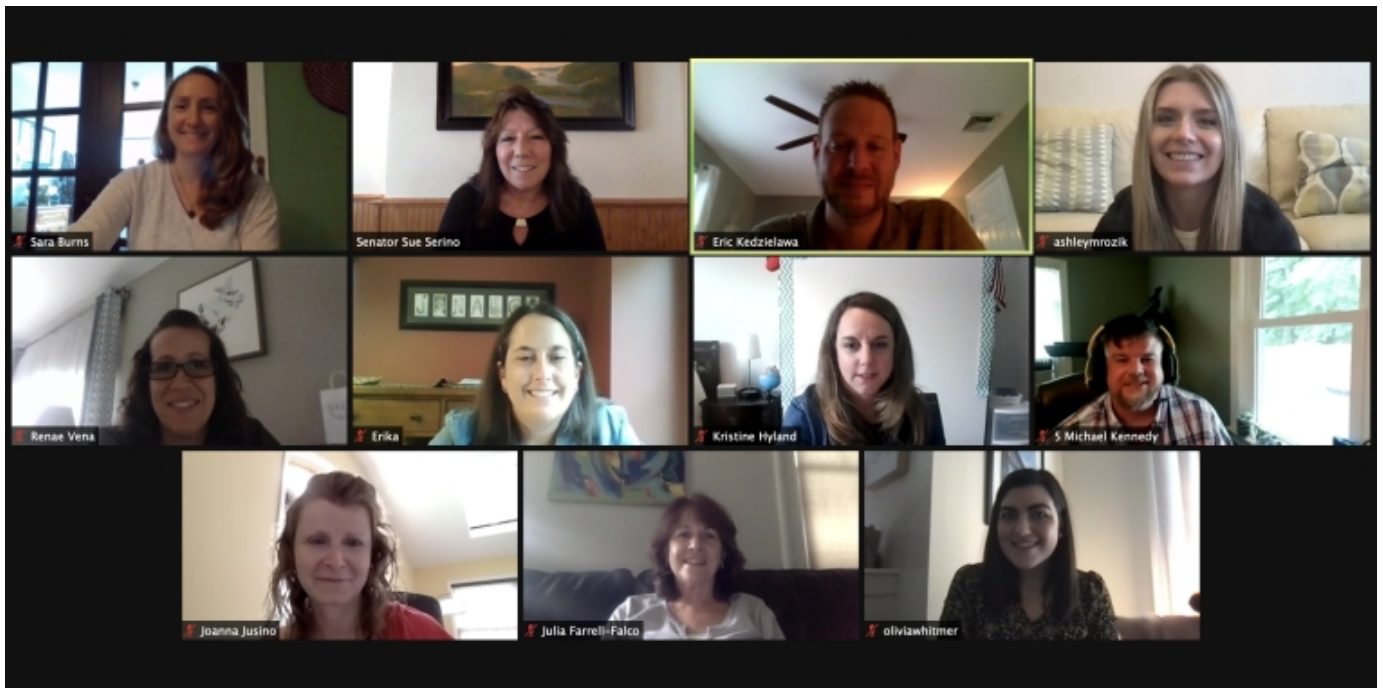 Sara Burns
Senator Sue Serino
Eric Kedzielawa
ashleymrozik
Renae Vena
Erika
Kristine Hyland
S Michael Kennedy
Joanna Jusino
Julia Farrell-Falco
oliviawhitmer